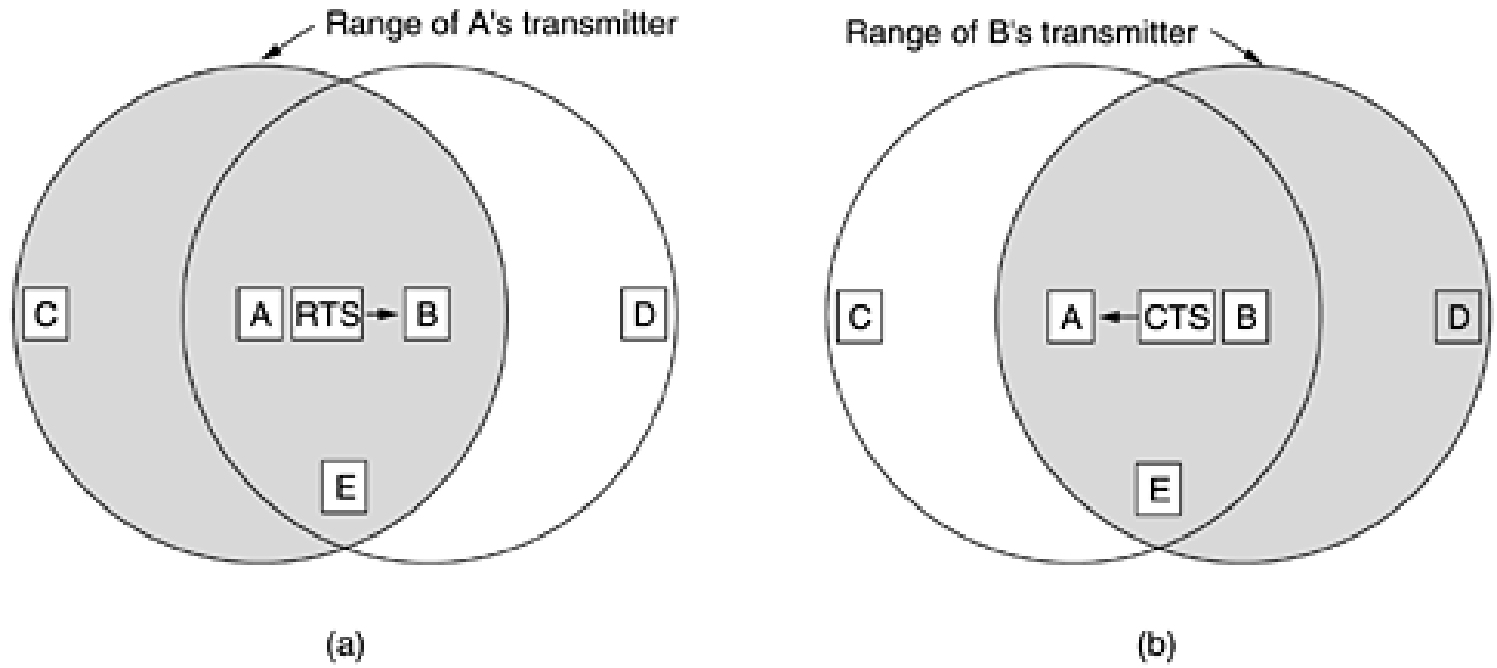 Range of A's transmitter
C
A
RTS
B
D
E
(a)
Range of B's transmitter
C
A
CTS
B
D
E
(b)